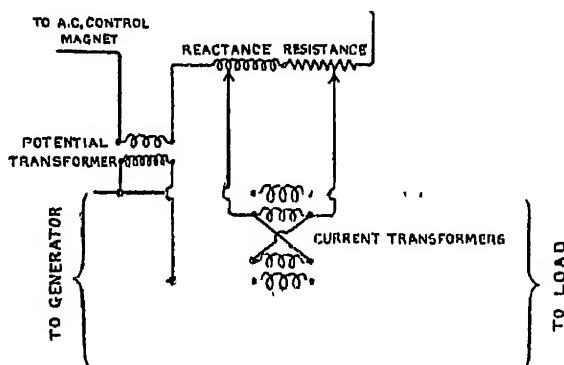 TO A.C. CONTROL
MAGNET
REACTANCE RESISTANCE
POTENTIAL
TRANSFORMER
CURRENT TRANSFORMERS
TO GENERATOR
TO LOAD